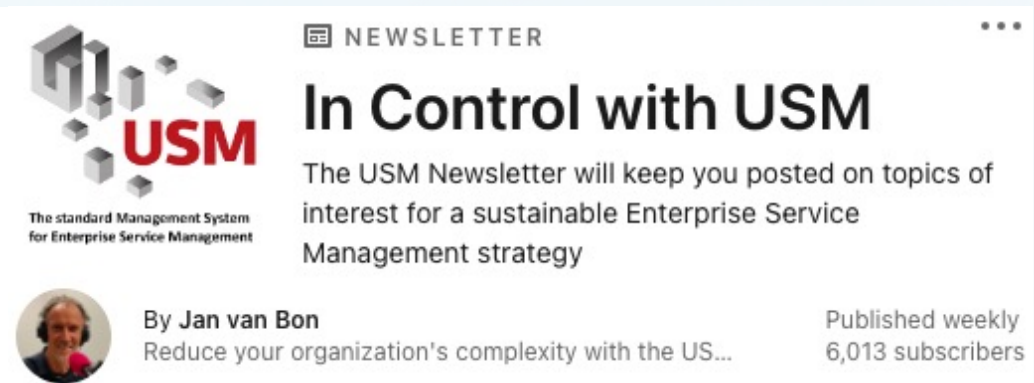 NEWSLETTER
In Control with USM
The USM Newsletter will keep you posted on topics of
interest for a sustainable Enterprise Service
Management strategy
USM
The standard Management System
for Enterprise Service Management
By Jan van Bon
Reduce your organization's complexity with the US...
Published weekly
6,013 subscribers